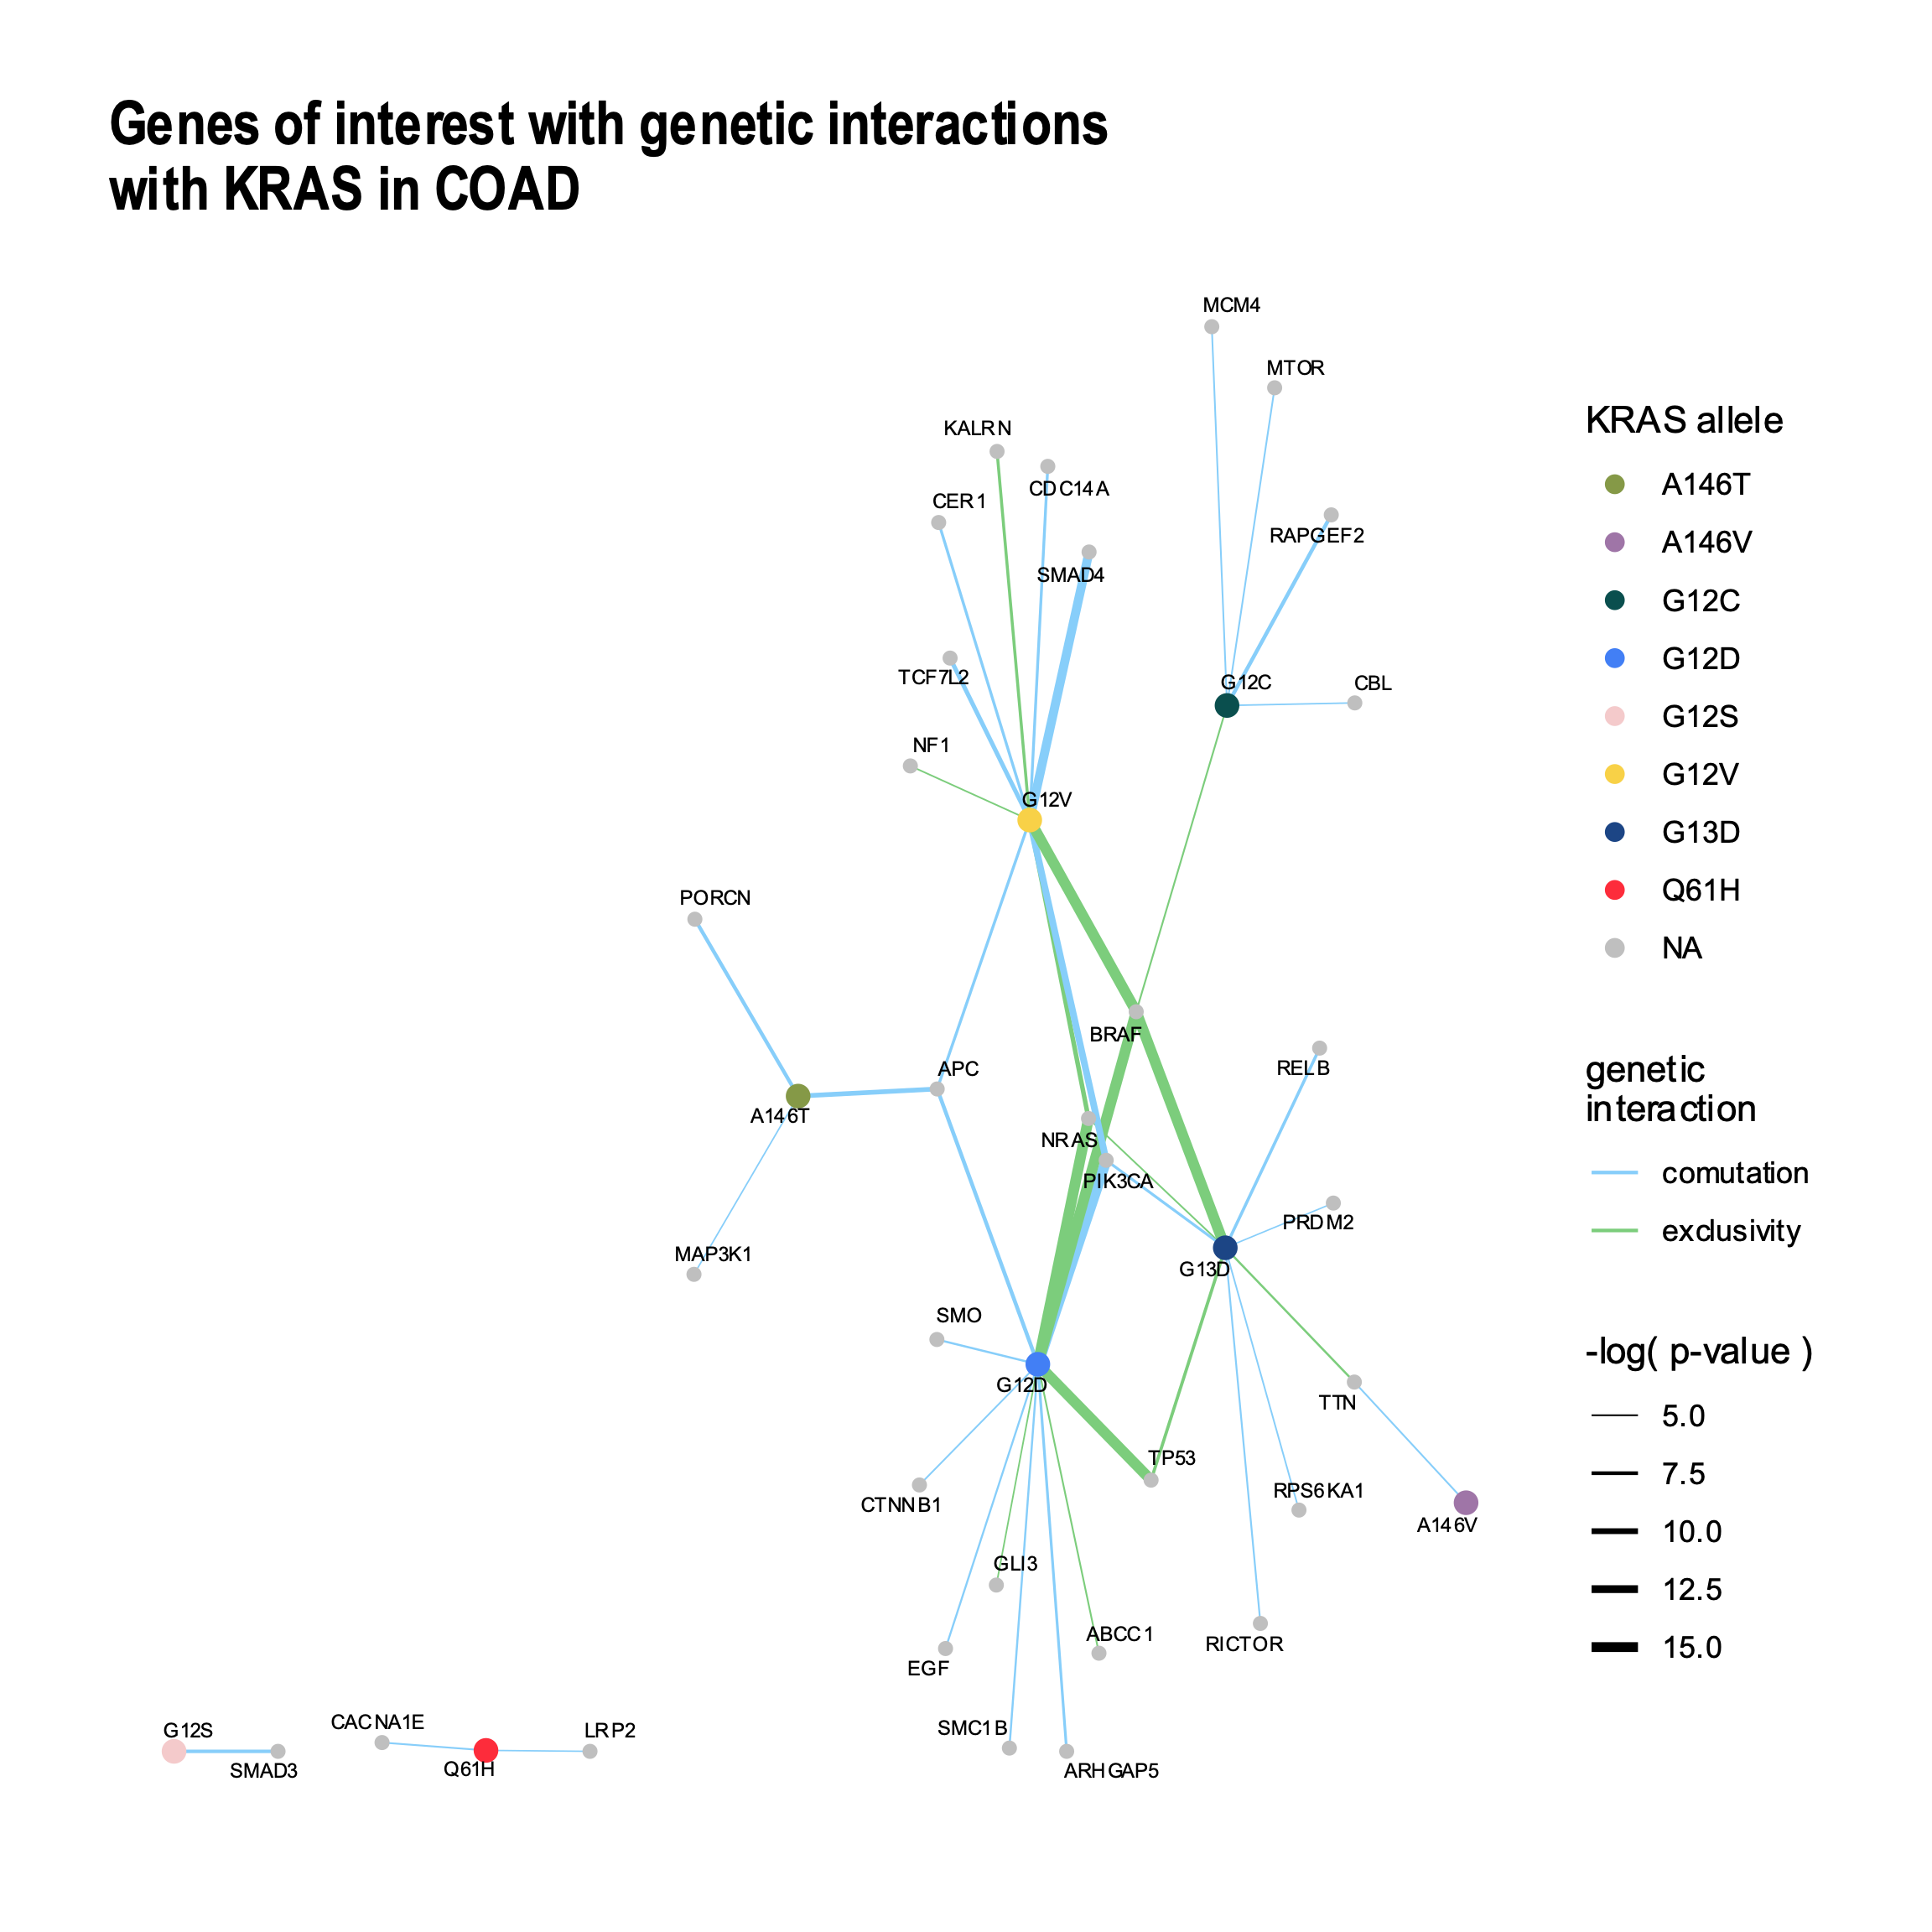 Genes of interest with genetic interactions
with KRAS in COAD
MCM4
MTOR
KALRN
CDC14A
CER1
RAPGEF2
SMAD4
TCF7L2
G12C
CBL
NF1
G12V
PORCN
BRAF
RELB
APC
A146T
NRAS
PIK3CA
PRDM2
MAP3K1
G13D
SMO
G12D
TTN
TP53
CTNNB1
RPS6KA1
A146V
GLI3
ABCC1
RICTOR
EGF
SMC1B
ARHGAP5
G12S
SMAD3
CACNA1E
Q61H
LRP2
KRAS allele
A146T
A146V
G12C
G12D
G12S
G12V
G13D
Q61H
NA
genetic
interaction
comutation
exclusivity
-log( p-value )
5.0
7.5
10.0
12.5
15.0